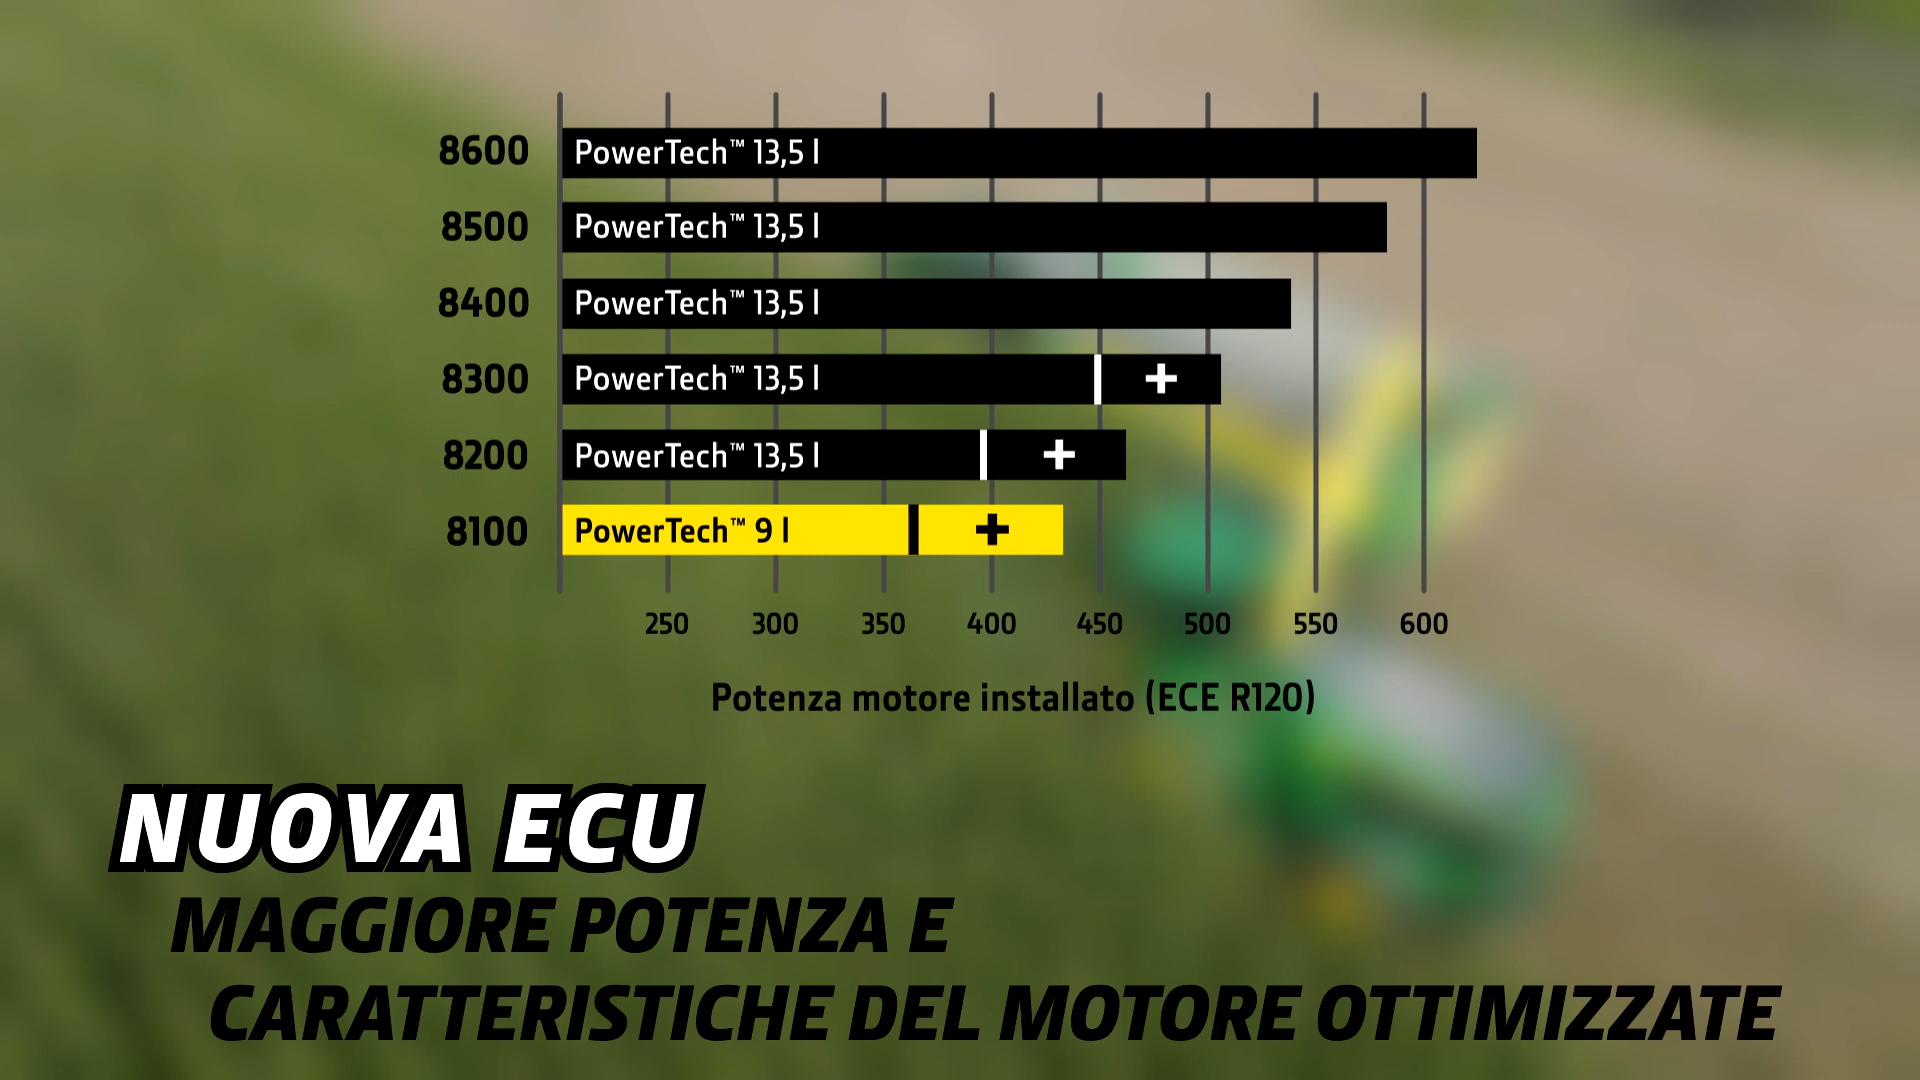 8600 PowerTech™ 13,5 l
8500 PowerTech™ 13,5 l
8400 PowerTech™ 13,5 l
8300 PowerTech™ 13,5 l +
8200 PowerTech™ 13,5 l +
8100 PowerTech™ 9 l +
250 300 350 400 450 500 550 600
Potenza motore installato (ECE R120)
NUOVA ECU
MAGGIORE POTENZA E
CARATTERISTICHE DEL MOTORE OTTIMIZZATE